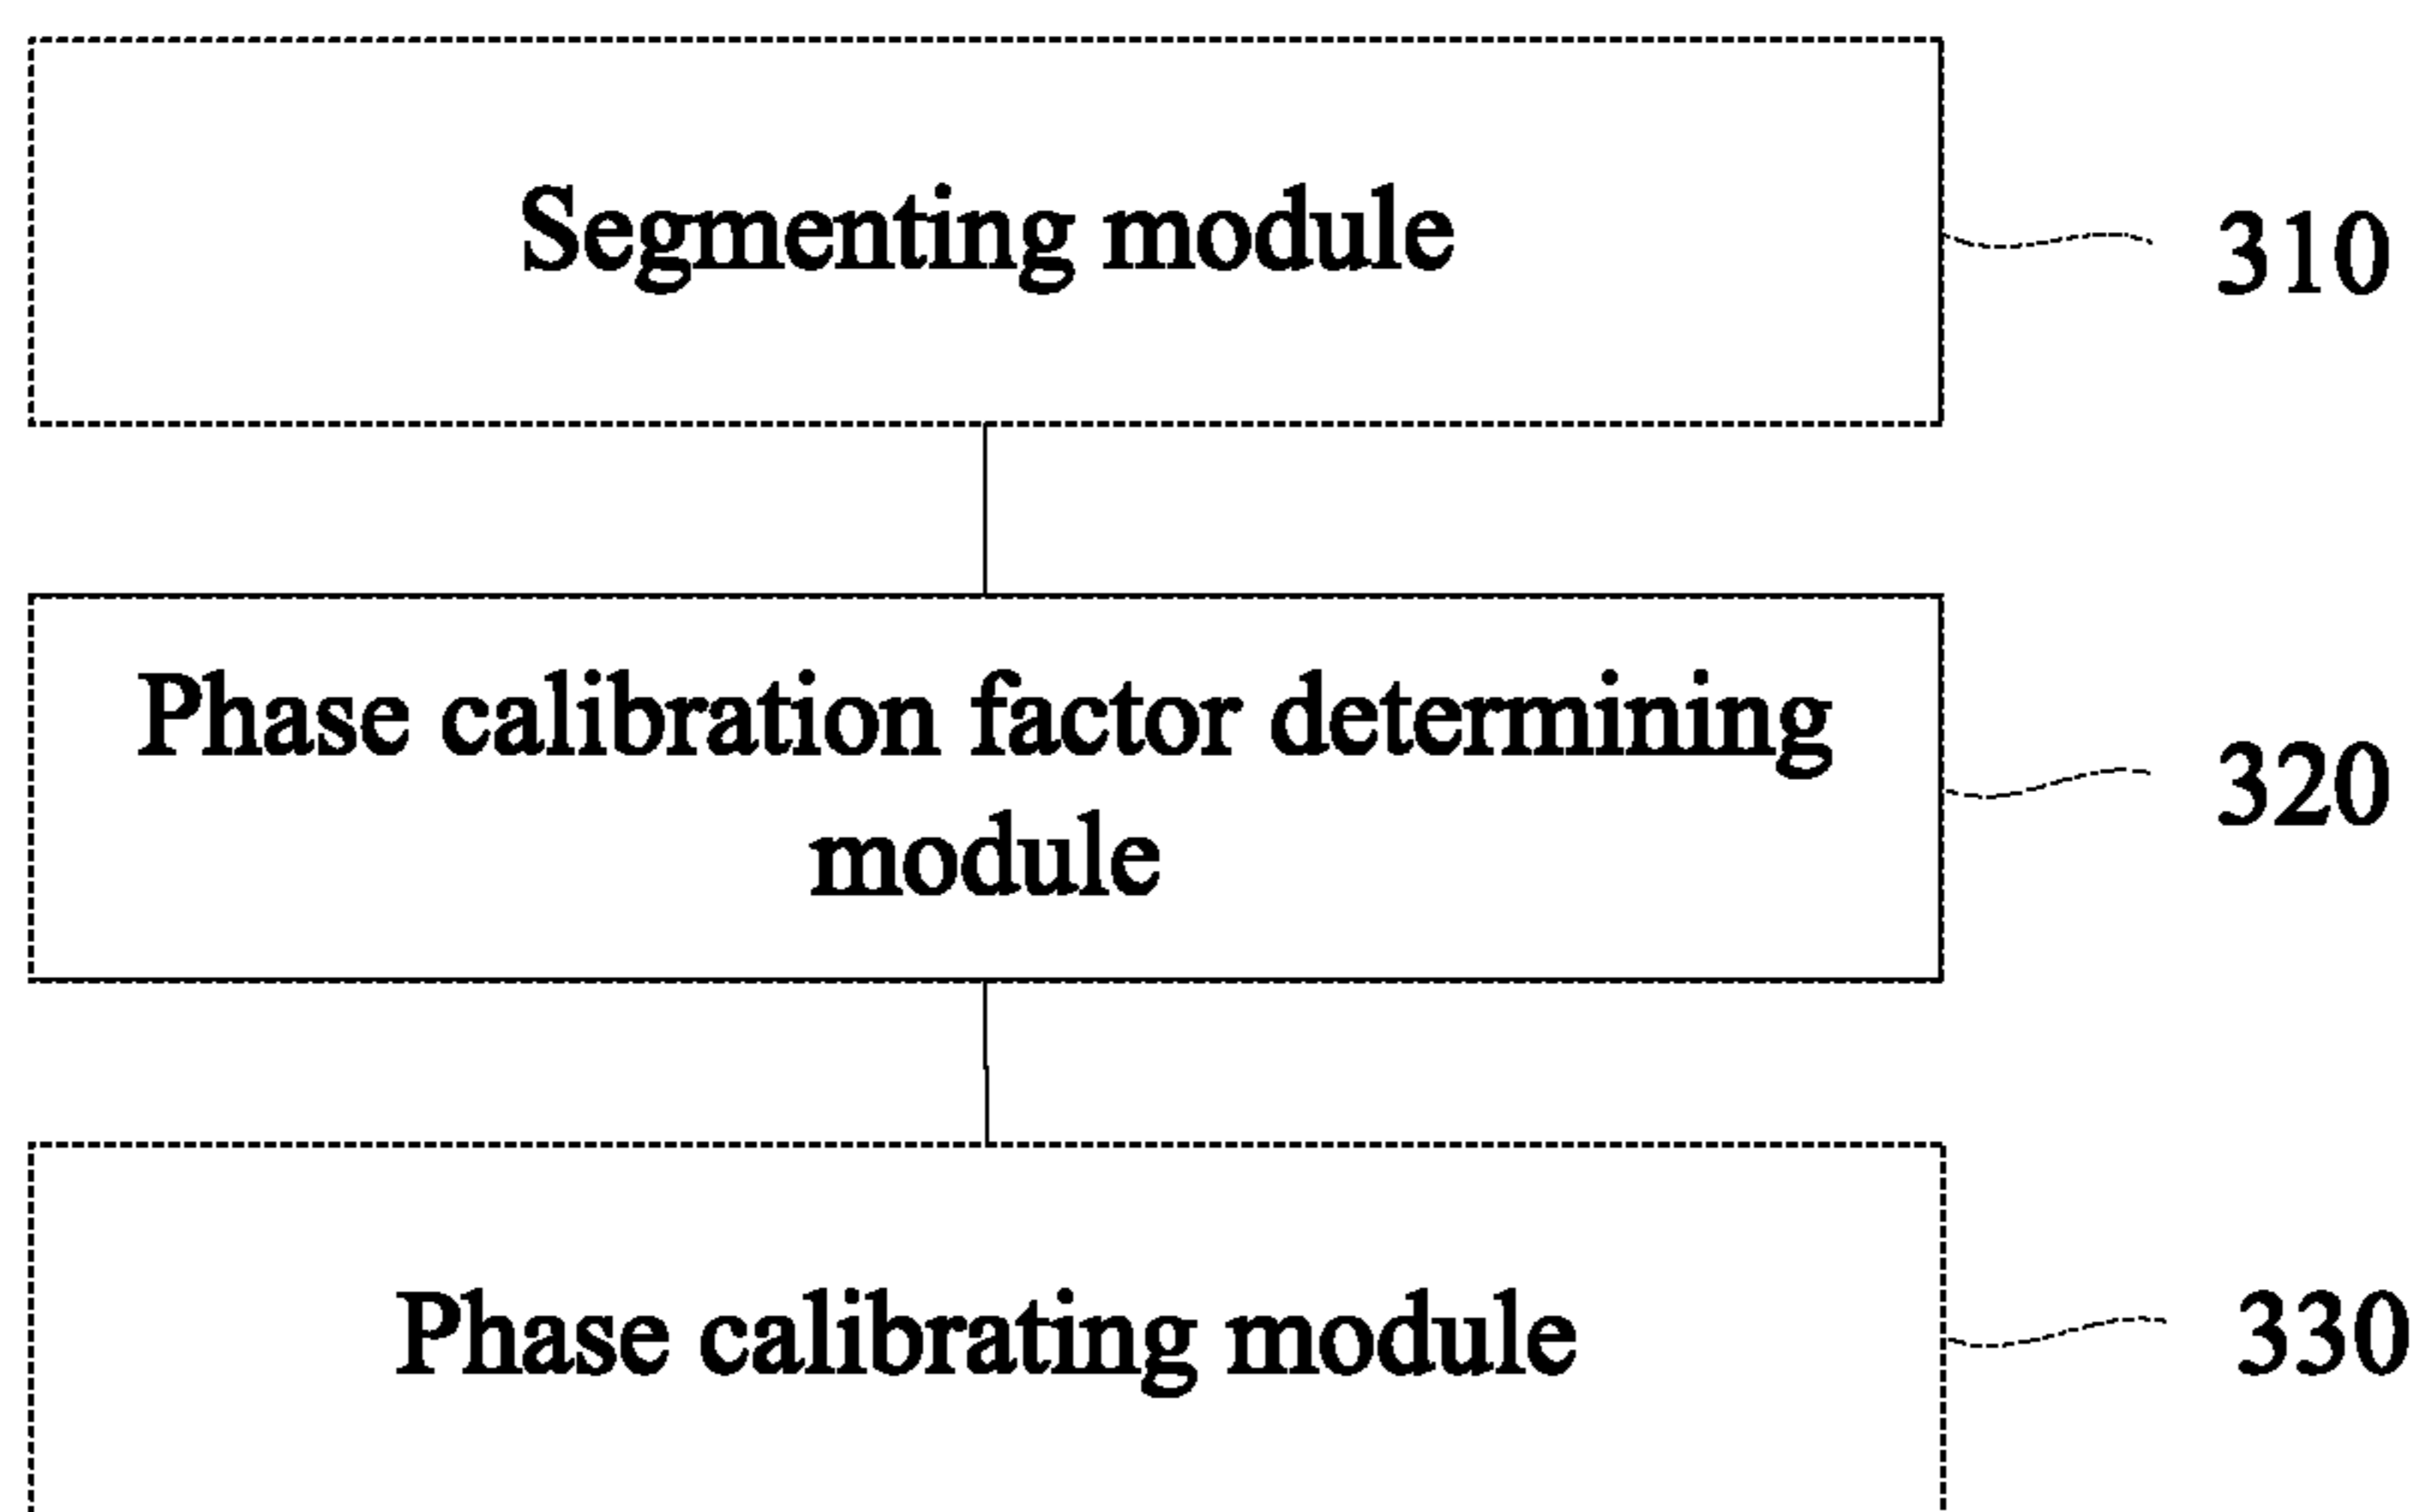 Segmenting module
310
Phase calibration factor determining
module
320
Phase calibrating module
330